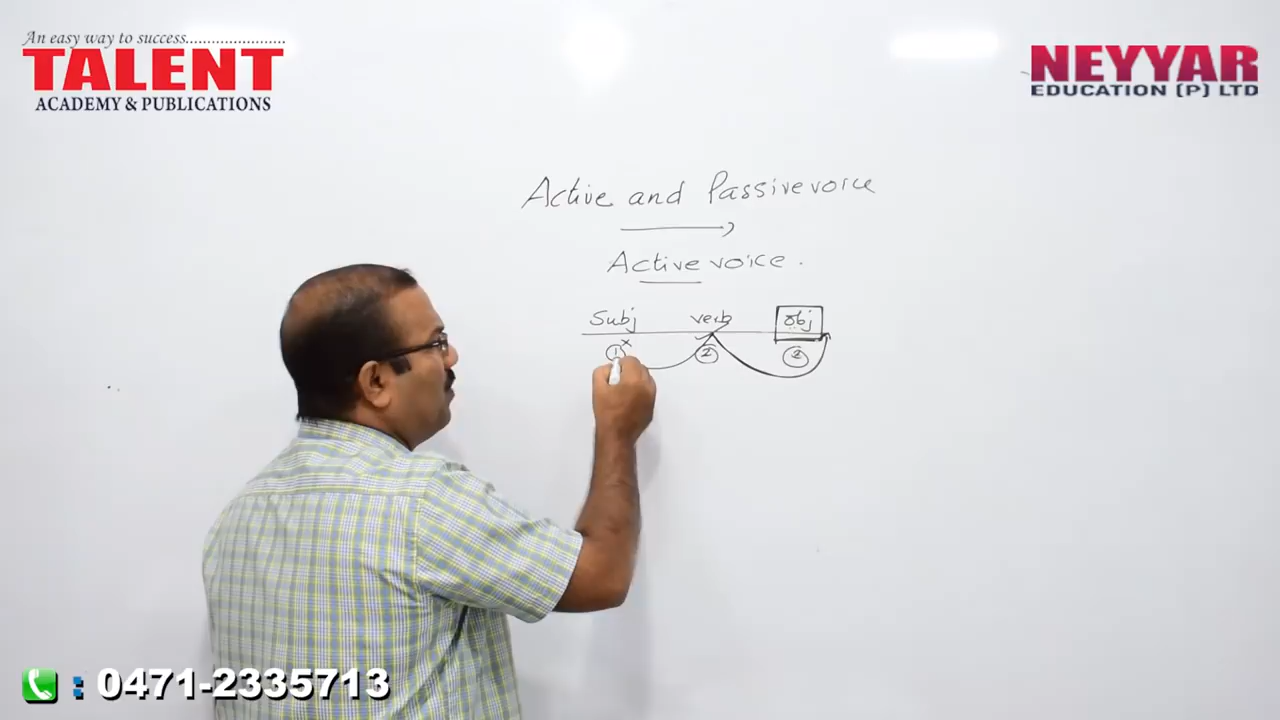 An easy way to success.......................
TALENT
ACADEMY & PUBLICATIONS
NEYYAR
EDUCATION (P) LTD
Active and Passive voice
Active voice.
Subj verb obj
1 x 2 2
: 0471-2335713